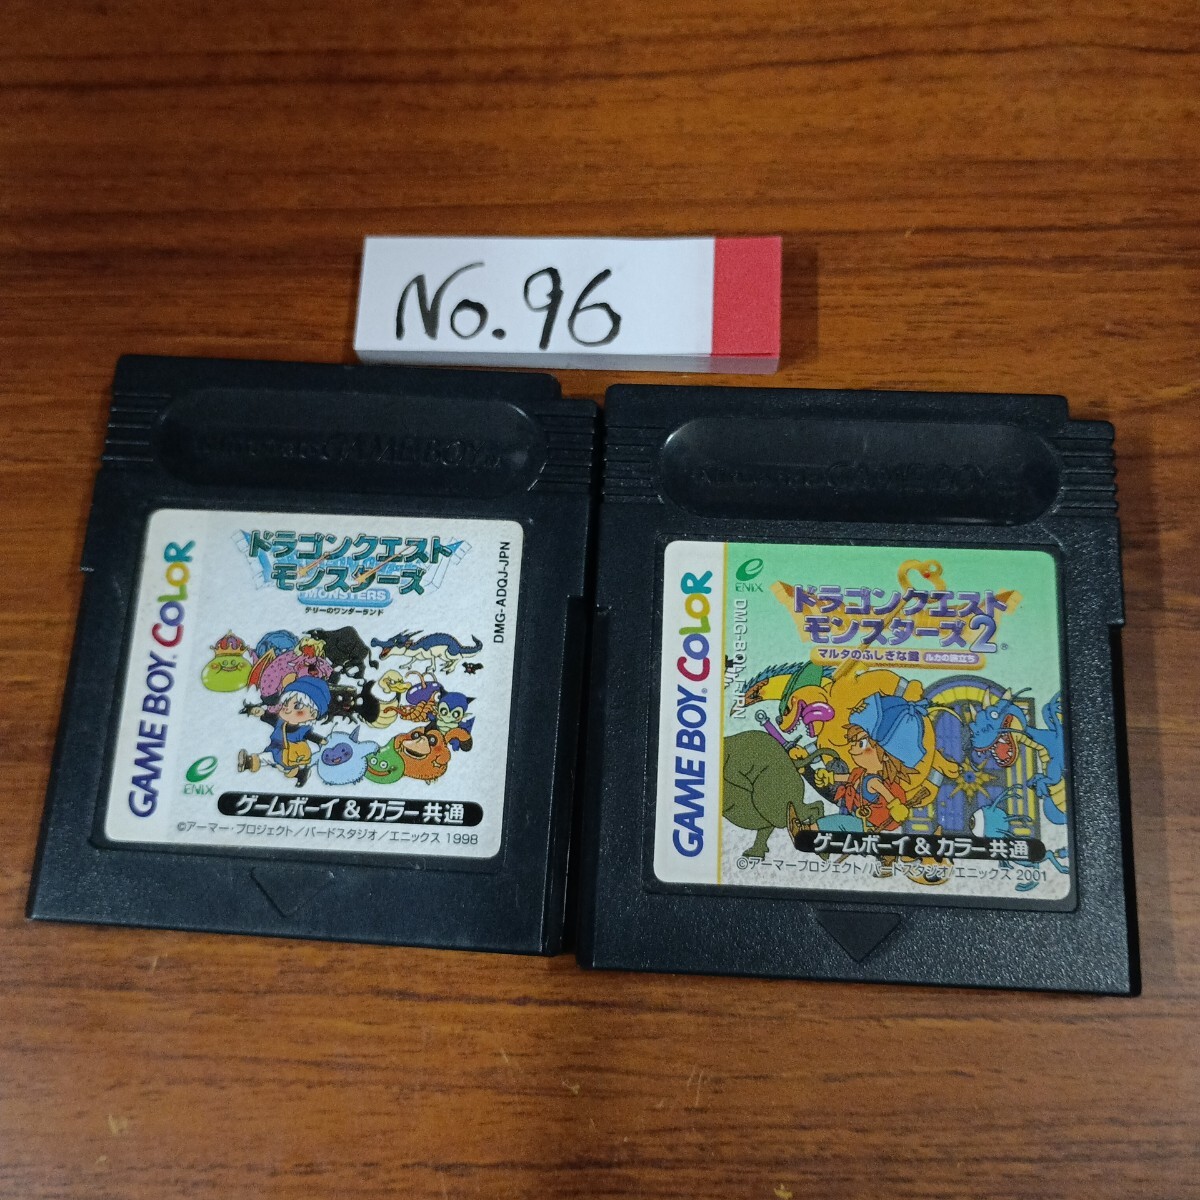 No.96
Nintendo GAME BOY
ドラゴンクエスト
モンスターズ
MONSTERS
テリーのワンダーランド
DMG-ADQJ-JPN
GAME BOY COLOR
ENIX
ゲームボーイ & カラー共通
©アーマー・プロジェクト/バードスタジオ/エニックス 1998
Nintendo GAME BOY
ENIX
ドラゴンクエスト
モンスターズ2
マルタのふしぎな鍵 ルカの旅立ち
GAME BOY COLOR
ゲームボーイ & カラー共通
©アーマープロジェクト/バードスタジオ/エニックス 2001